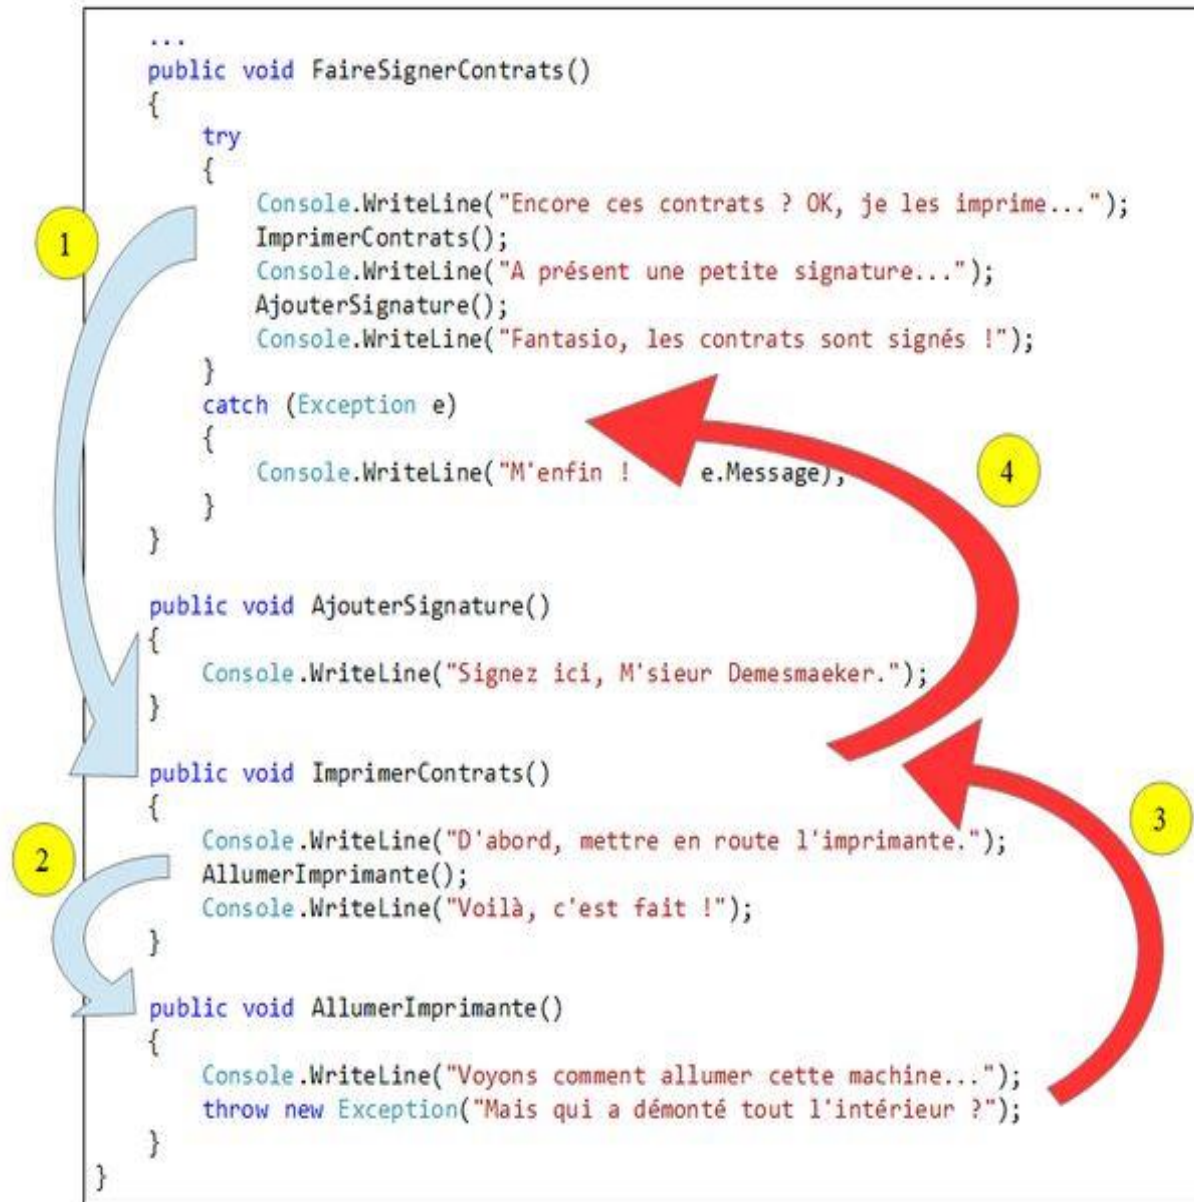 ...
public void FaireSignerContrats()
{
try
{
Console.WriteLine("Encore ces contrats ? OK, je les imprime...");
1
ImprimerContrats();
Console.WriteLine("A présent une petite signature...");
AjouterSignature();
Console.WriteLine("Fantasio, les contrats sont signés !");
}
catch (Exception e)
{
Console.WriteLine("M'enfin ! e.Message),
4
}
}
public void AjouterSignature()
{
Console.WriteLine("Signez ici, M'sieur Demesmaeker.");
}
public void ImprimerContrats()
{
3
Console.WriteLine("D'abord, mettre en route l'imprimante.");
2
AllumerImprimante();
Console.WriteLine("Voilà, c'est fait !");
}
public void AllumerImprimante()
{
Console.WriteLine("Voyons comment allumer cette machine...");
throw new Exception("Mais qui a démonté tout l'intérieur ?");
}
}